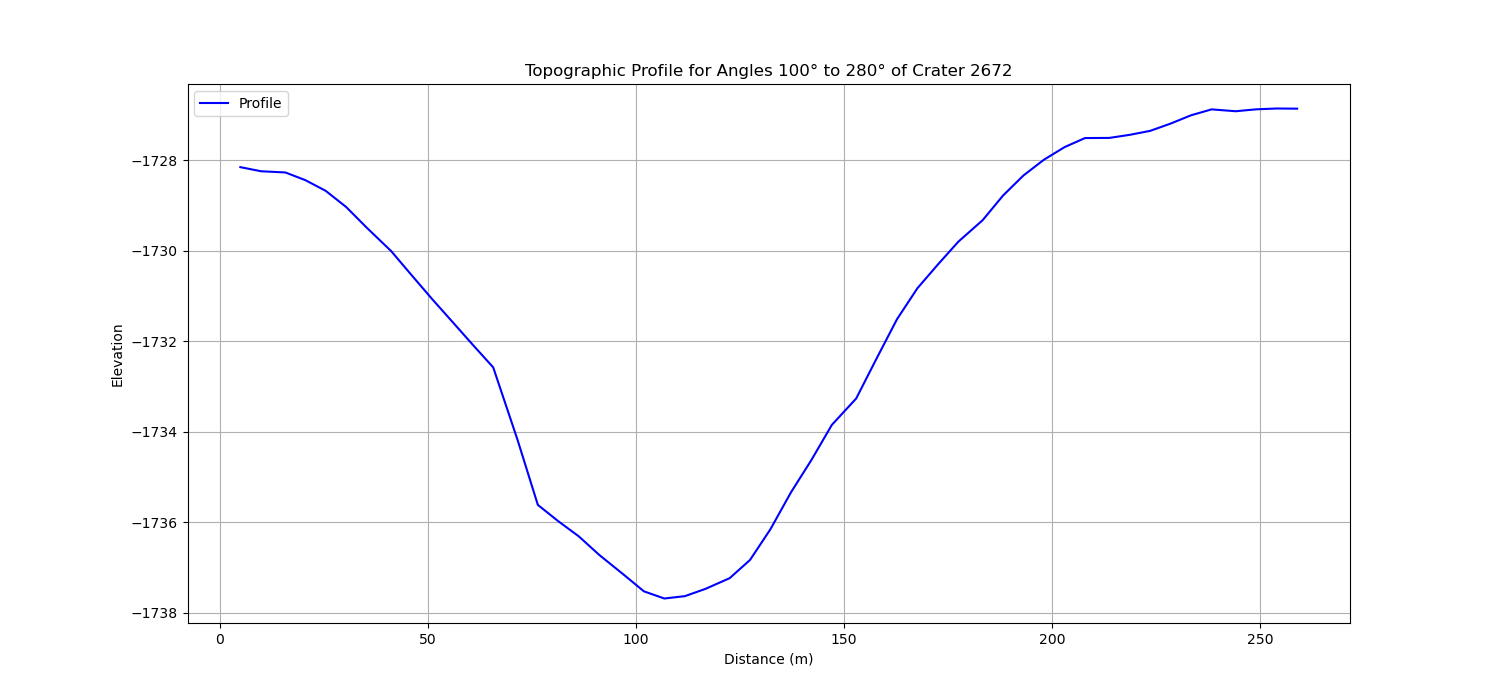 Topographic Profile for Angles 100° to 280° of Crater 2672
Profile
−1728
−1730
−1732
−1734
−1736
−1738
Elevation
0 50 100 150 200 250
Distance (m)